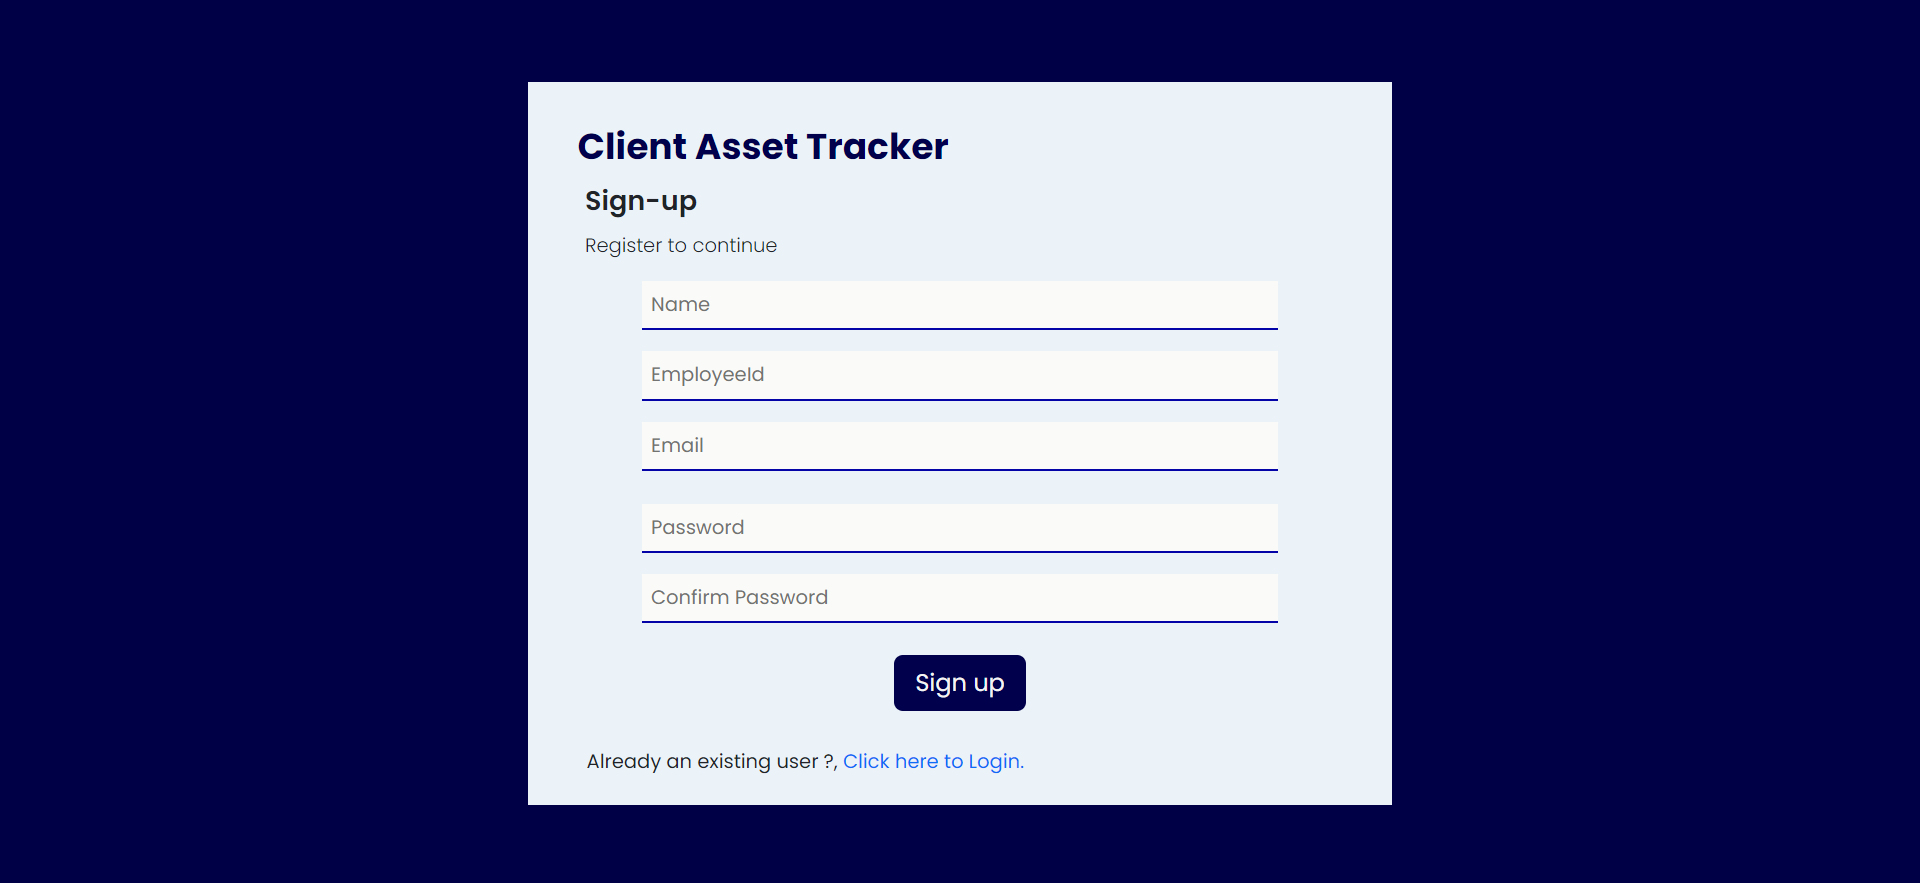 Client Asset Tracker
Sign-up
Register to continue
Name
EmployeeId
Email
Password
Confirm Password
Sign up
Already an existing user ?, Click here to Login.